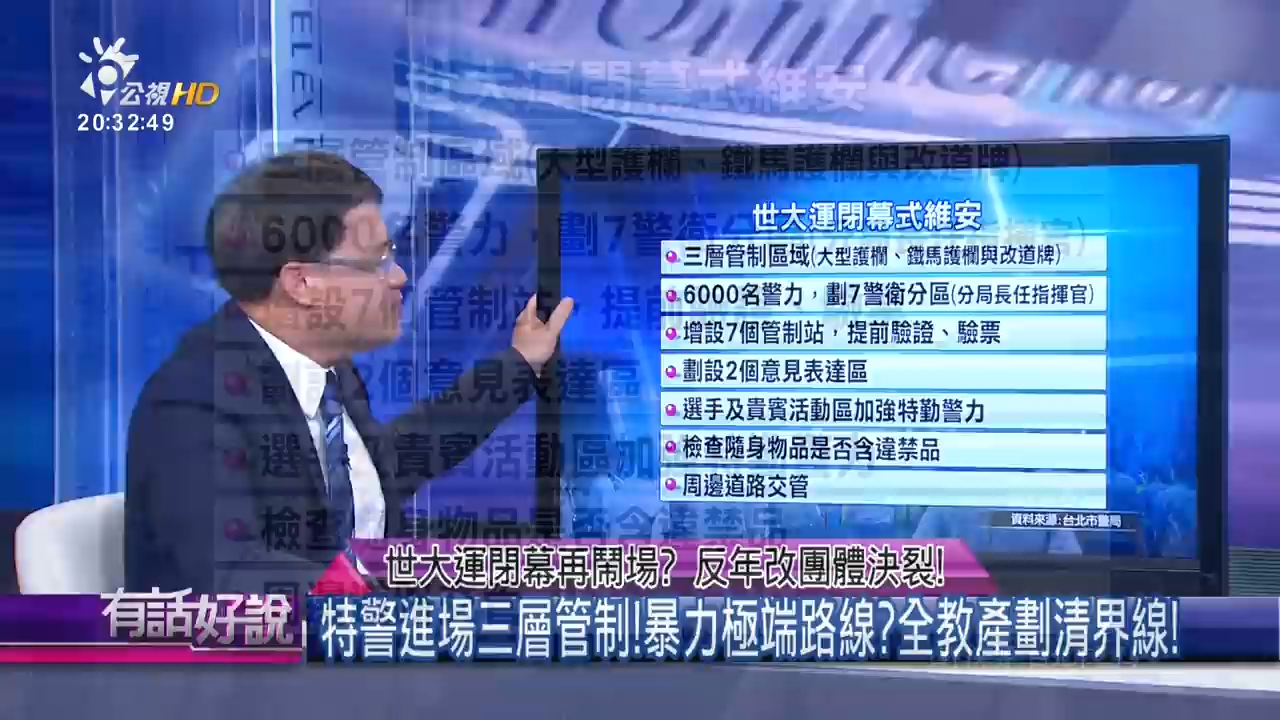 公視HD
20:32:49
世大運閉幕式維安
三層管制區域(大型護欄、鐵馬護欄與改道牌)
6000名警力，劃7警衛分區(分局長任指揮官)
增設7個管制站，提前驗證、驗票
劃設2個意見表達區
選手及貴賓活動區加強特勤警力
檢查隨身物品是否含違禁品
周邊道路交管
資料來源:台北市警局
世大運閉幕再鬧場? 反年改團體決裂!
有話好說
特警進場三層管制!暴力極端路線?全教產劃清界線!